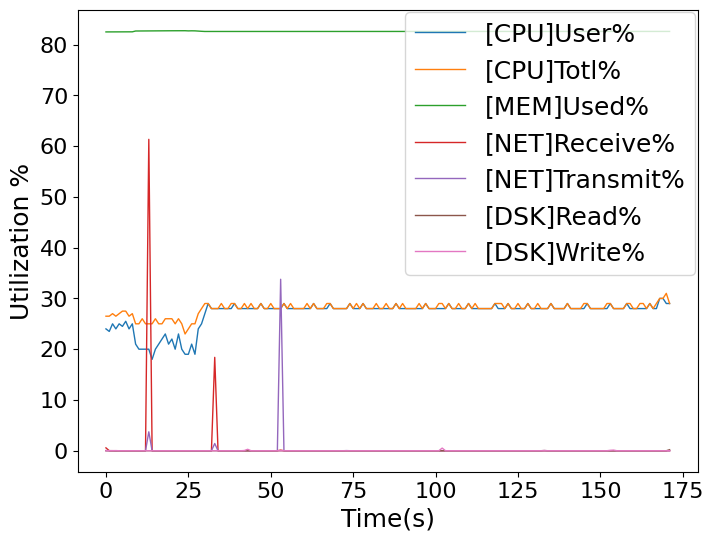 Utilization %
80
70
60
50
40
30
20
10
0
[CPU]User%
[CPU]Totl%
[MEM]Used%
[NET]Receive%
[NET]Transmit%
[DSK]Read%
[DSK]Write%
0 25 50 75 100 125 150 175
Time(s)